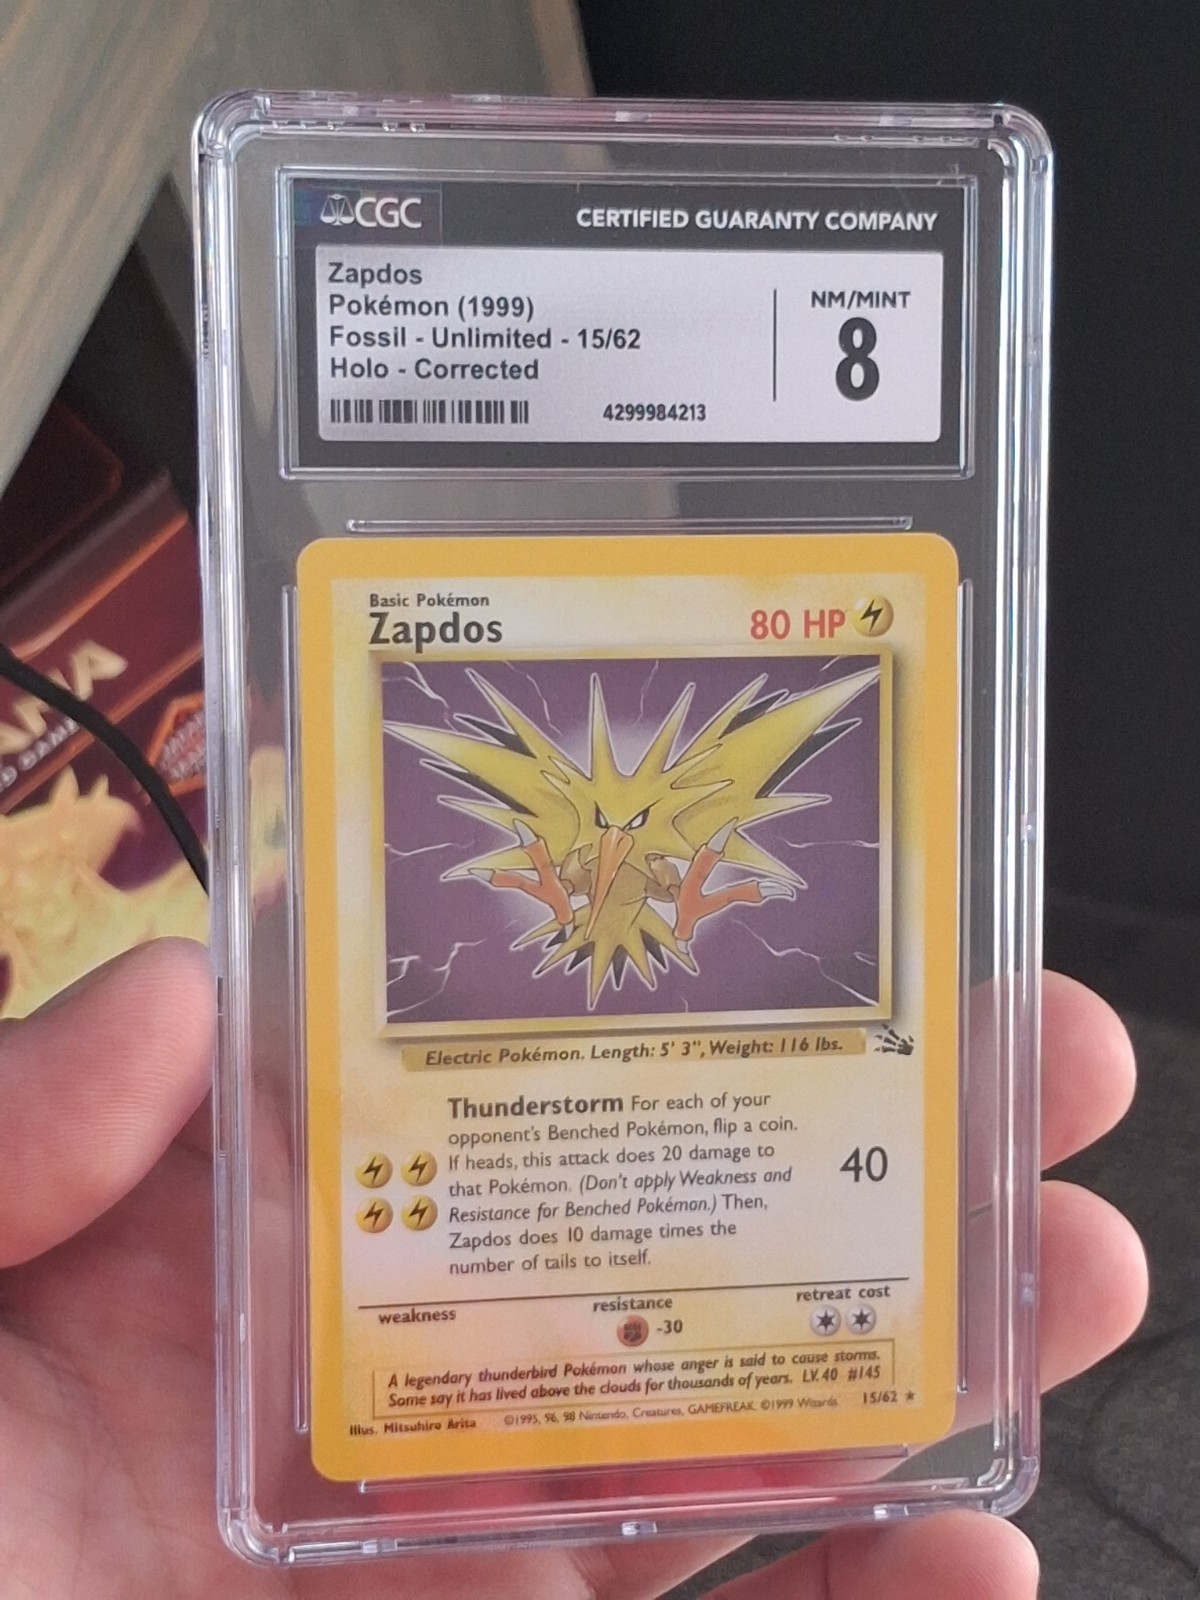 CGC
CERTIFIED GUARANTY COMPANY
Zapdos
Pokémon (1999)
Fossil - Unlimited - 15/62
Holo - Corrected
4299984213
NM/MINT
8
Basic Pokémon
Zapdos
80 HP
Electric Pokémon. Length: 5' 3", Weight: 116 lbs.
Thunderstorm For each of your
opponent's Benched Pokémon, flip a coin.
If heads, this attack does 20 damage to
that Pokémon. (Don't apply Weakness and
Resistance for Benched Pokémon.) Then,
Zapdos does 10 damage times the
number of tails to itself.
40
weakness
resistance
-30
retreat cost
A legendary thunderbird Pokémon whose anger is said to cause storms.
Some say it has lived above the clouds for thousands of years. LV. 40 #145
Illus. Mitsuhiro Arita
©1995, 96, 98 Nintendo, Creatures, GAMEFREAK. ©1999 Wizards.
15/62 ★